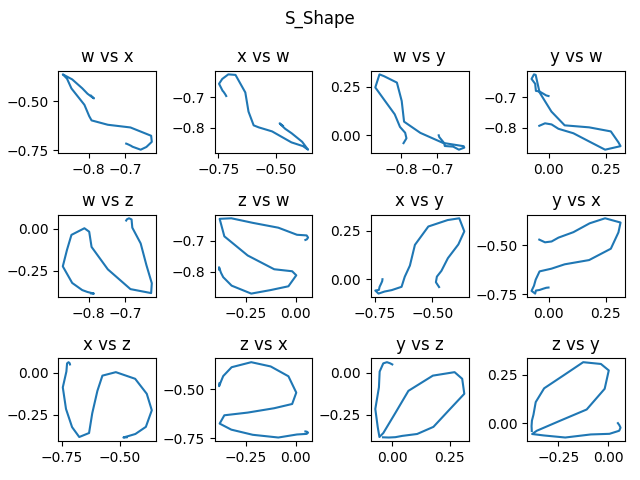 S_Shape
w vs x
x vs w
w vs y
y vs w
−0.50
−0.75
−0.8 −0.7
−0.7
−0.8
−0.75 −0.50
0.25
0.00
−0.8 −0.7
−0.7
−0.8
0.00 0.25
w vs z
z vs w
x vs y
y vs x
0.00
−0.25
−0.8 −0.7
−0.7
−0.8
−0.25 0.00
0.25
0.00
−0.75 −0.50
−0.50
−0.75
0.00 0.25
x vs z
z vs x
y vs z
z vs y
0.00
−0.25
−0.75 −0.50
−0.50
−0.75
−0.25 0.00
0.00
−0.25
0.00 0.25
0.25
0.00
−0.25 0.00